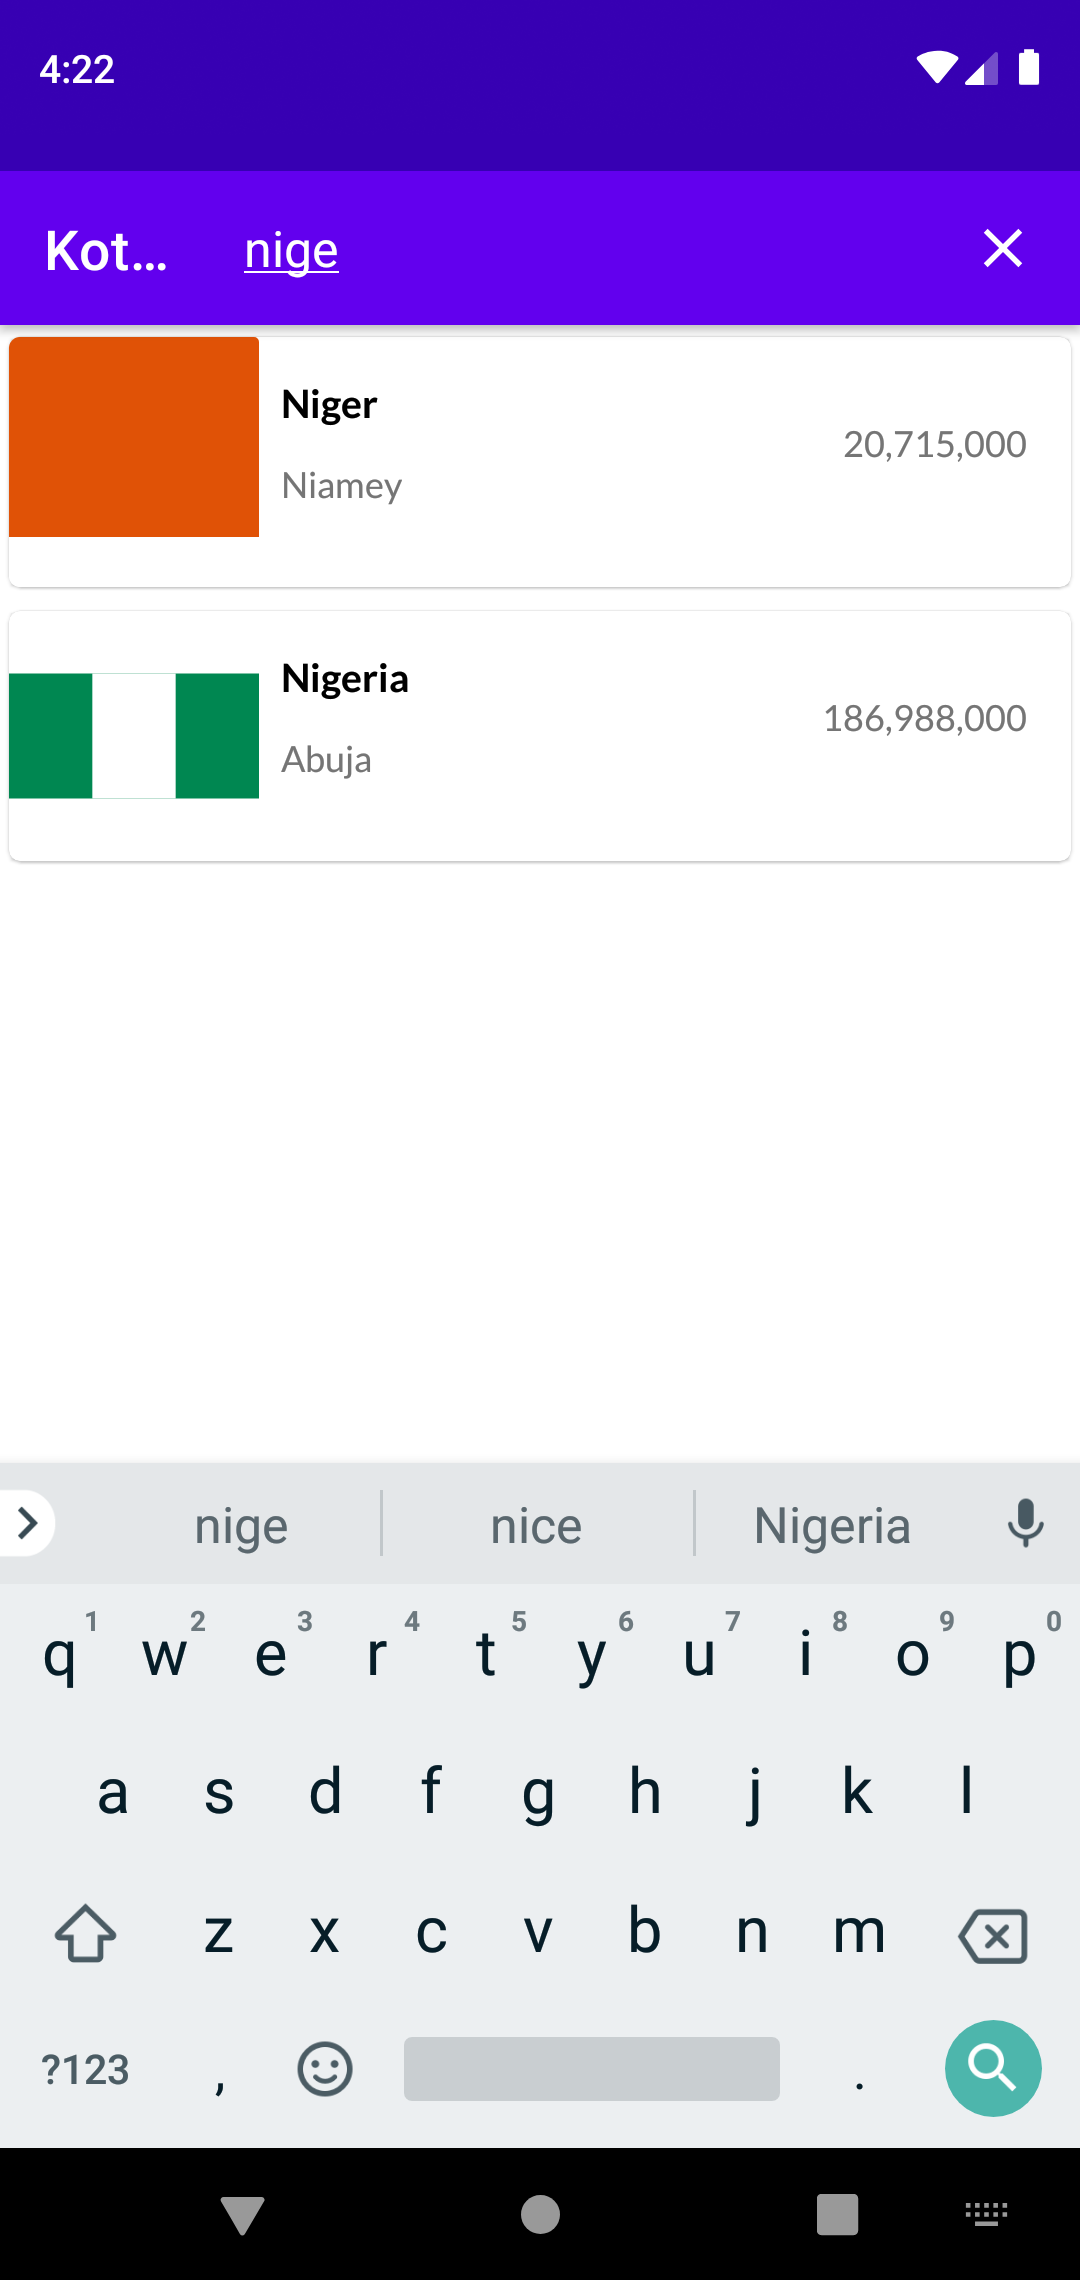 4:22
Kot... nige
Niger
20,715,000
Niamey
Nigeria
186,988,000
Abuja
nige nice Nigeria
1 2 3 4 5 6 7 8 9 0
q w e r t y u i o p
a s d f g h j k l
z x c v b n m
?123 , .